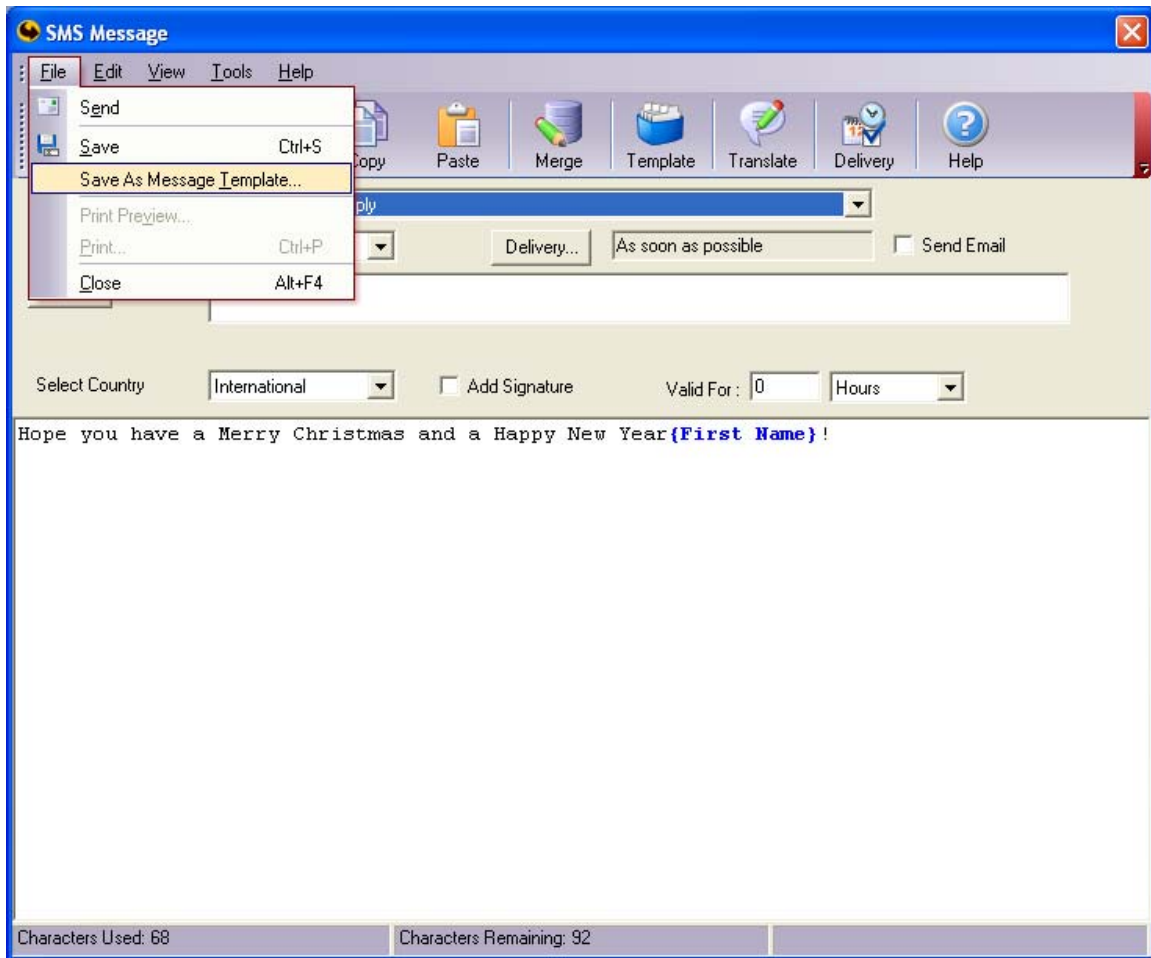 SMS Message
File Edit View Tools Help
Send
Save Ctrl+S
Save As Message Template...
Print Preview...
Print... Ctrl+P
Close Alt+F4
Copy Paste Merge Template Translate Delivery Help
Delivery... As soon as possible Send Email
Select Country International Add Signature Valid For : 0 Hours
Hope you have a Merry Christmas and a Happy New Year{First Name}!
Characters Used: 68 Characters Remaining: 92